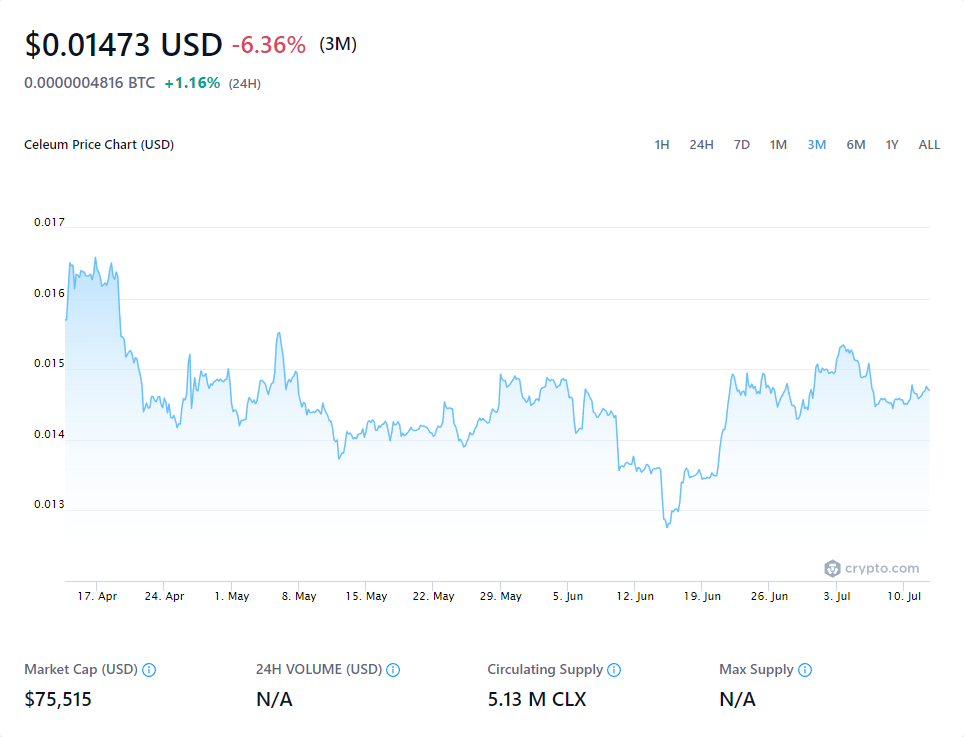 $0.01473 USD -6.36% (3M)
0.0000004816 BTC +1.16% (24H)
Celeum Price Chart (USD) 1H 24H 7D 1M 3M 6M 1Y ALL
0.017
0.016
0.015
0.014
0.013
crypto.com
17. Apr 24. Apr 1. May 8. May 15. May 22. May 29. May 5. Jun 12. Jun 19. Jun 26. Jun 3. Jul 10. Jul
Market Cap (USD) 24H VOLUME (USD) Circulating Supply Max Supply
$75,515 N/A 5.13 M CLX N/A